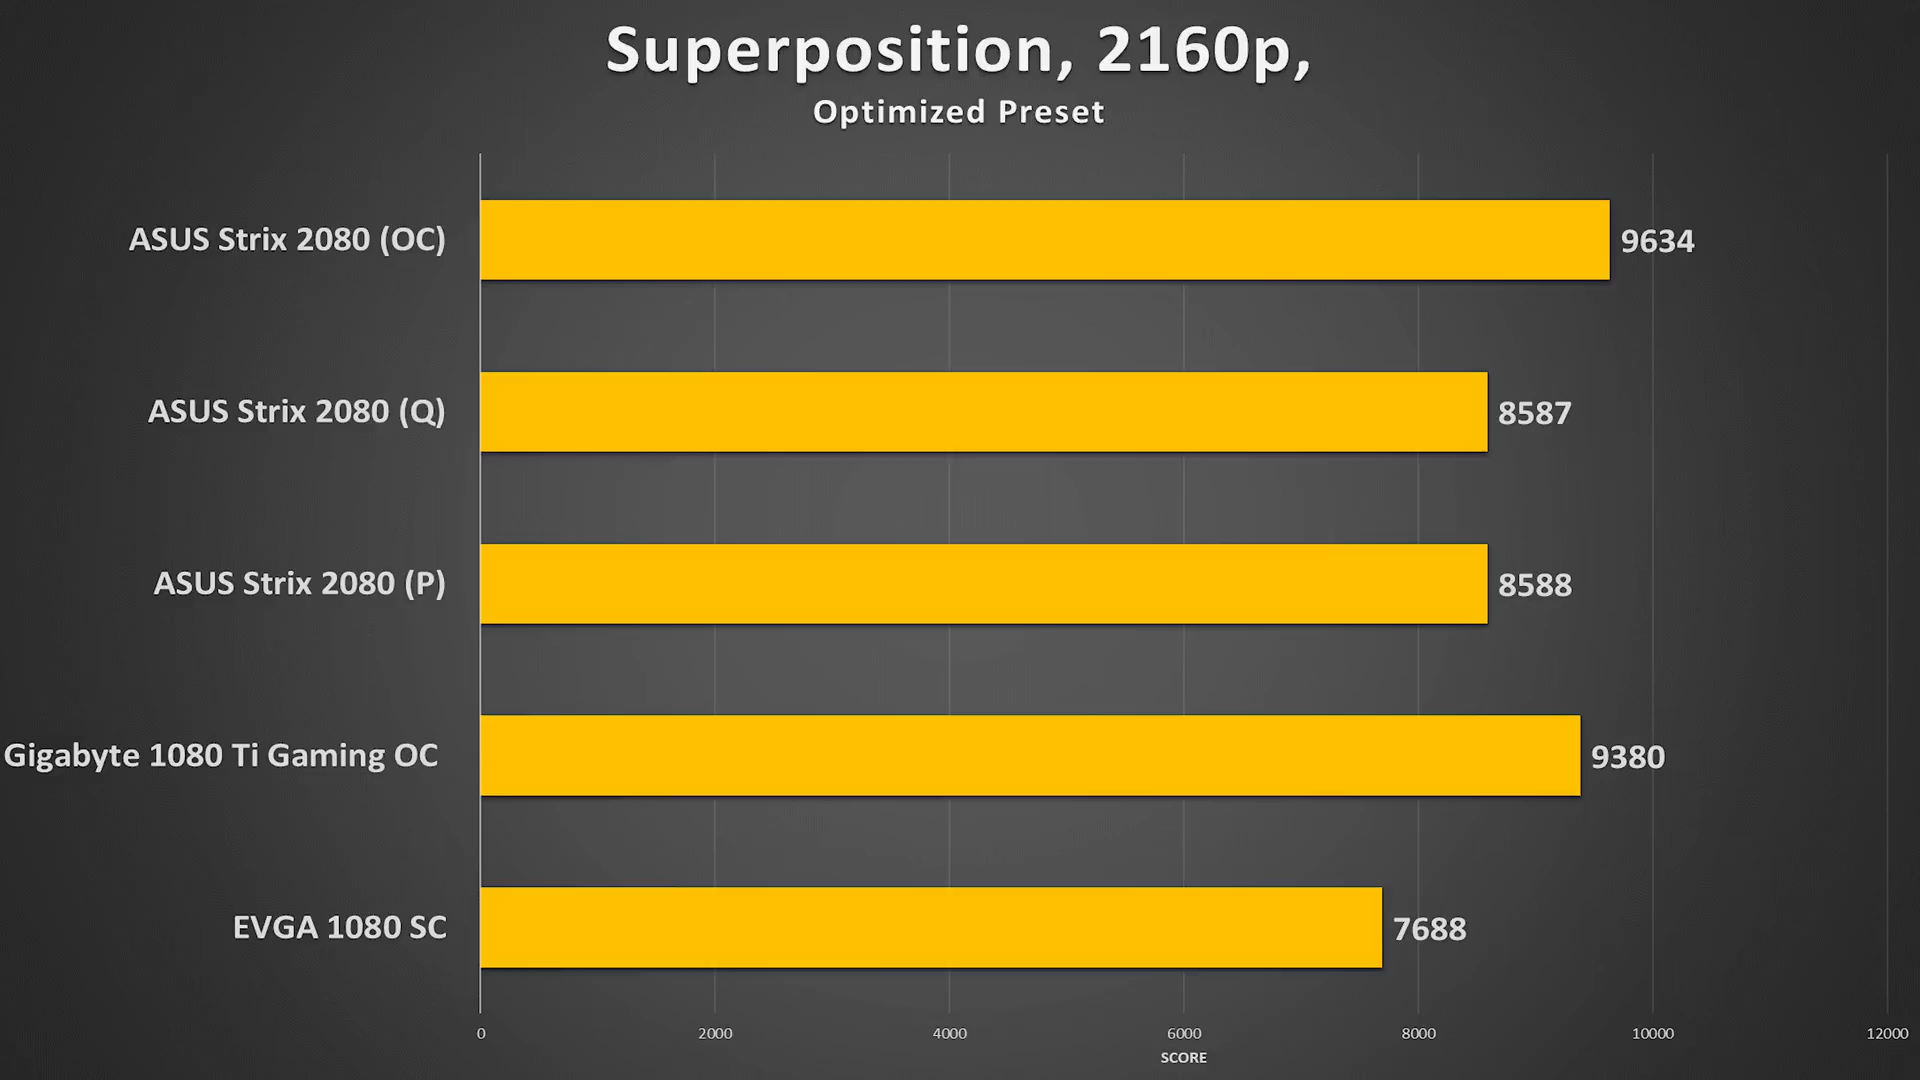 Superposition, 2160p,
Optimized Preset
ASUS Strix 2080 (OC) 9634
ASUS Strix 2080 (Q) 8587
ASUS Strix 2080 (P) 8588
Gigabyte 1080 Ti Gaming OC 9380
EVGA 1080 SC 7688
0 2000 4000 6000 8000 10000 12000
SCORE